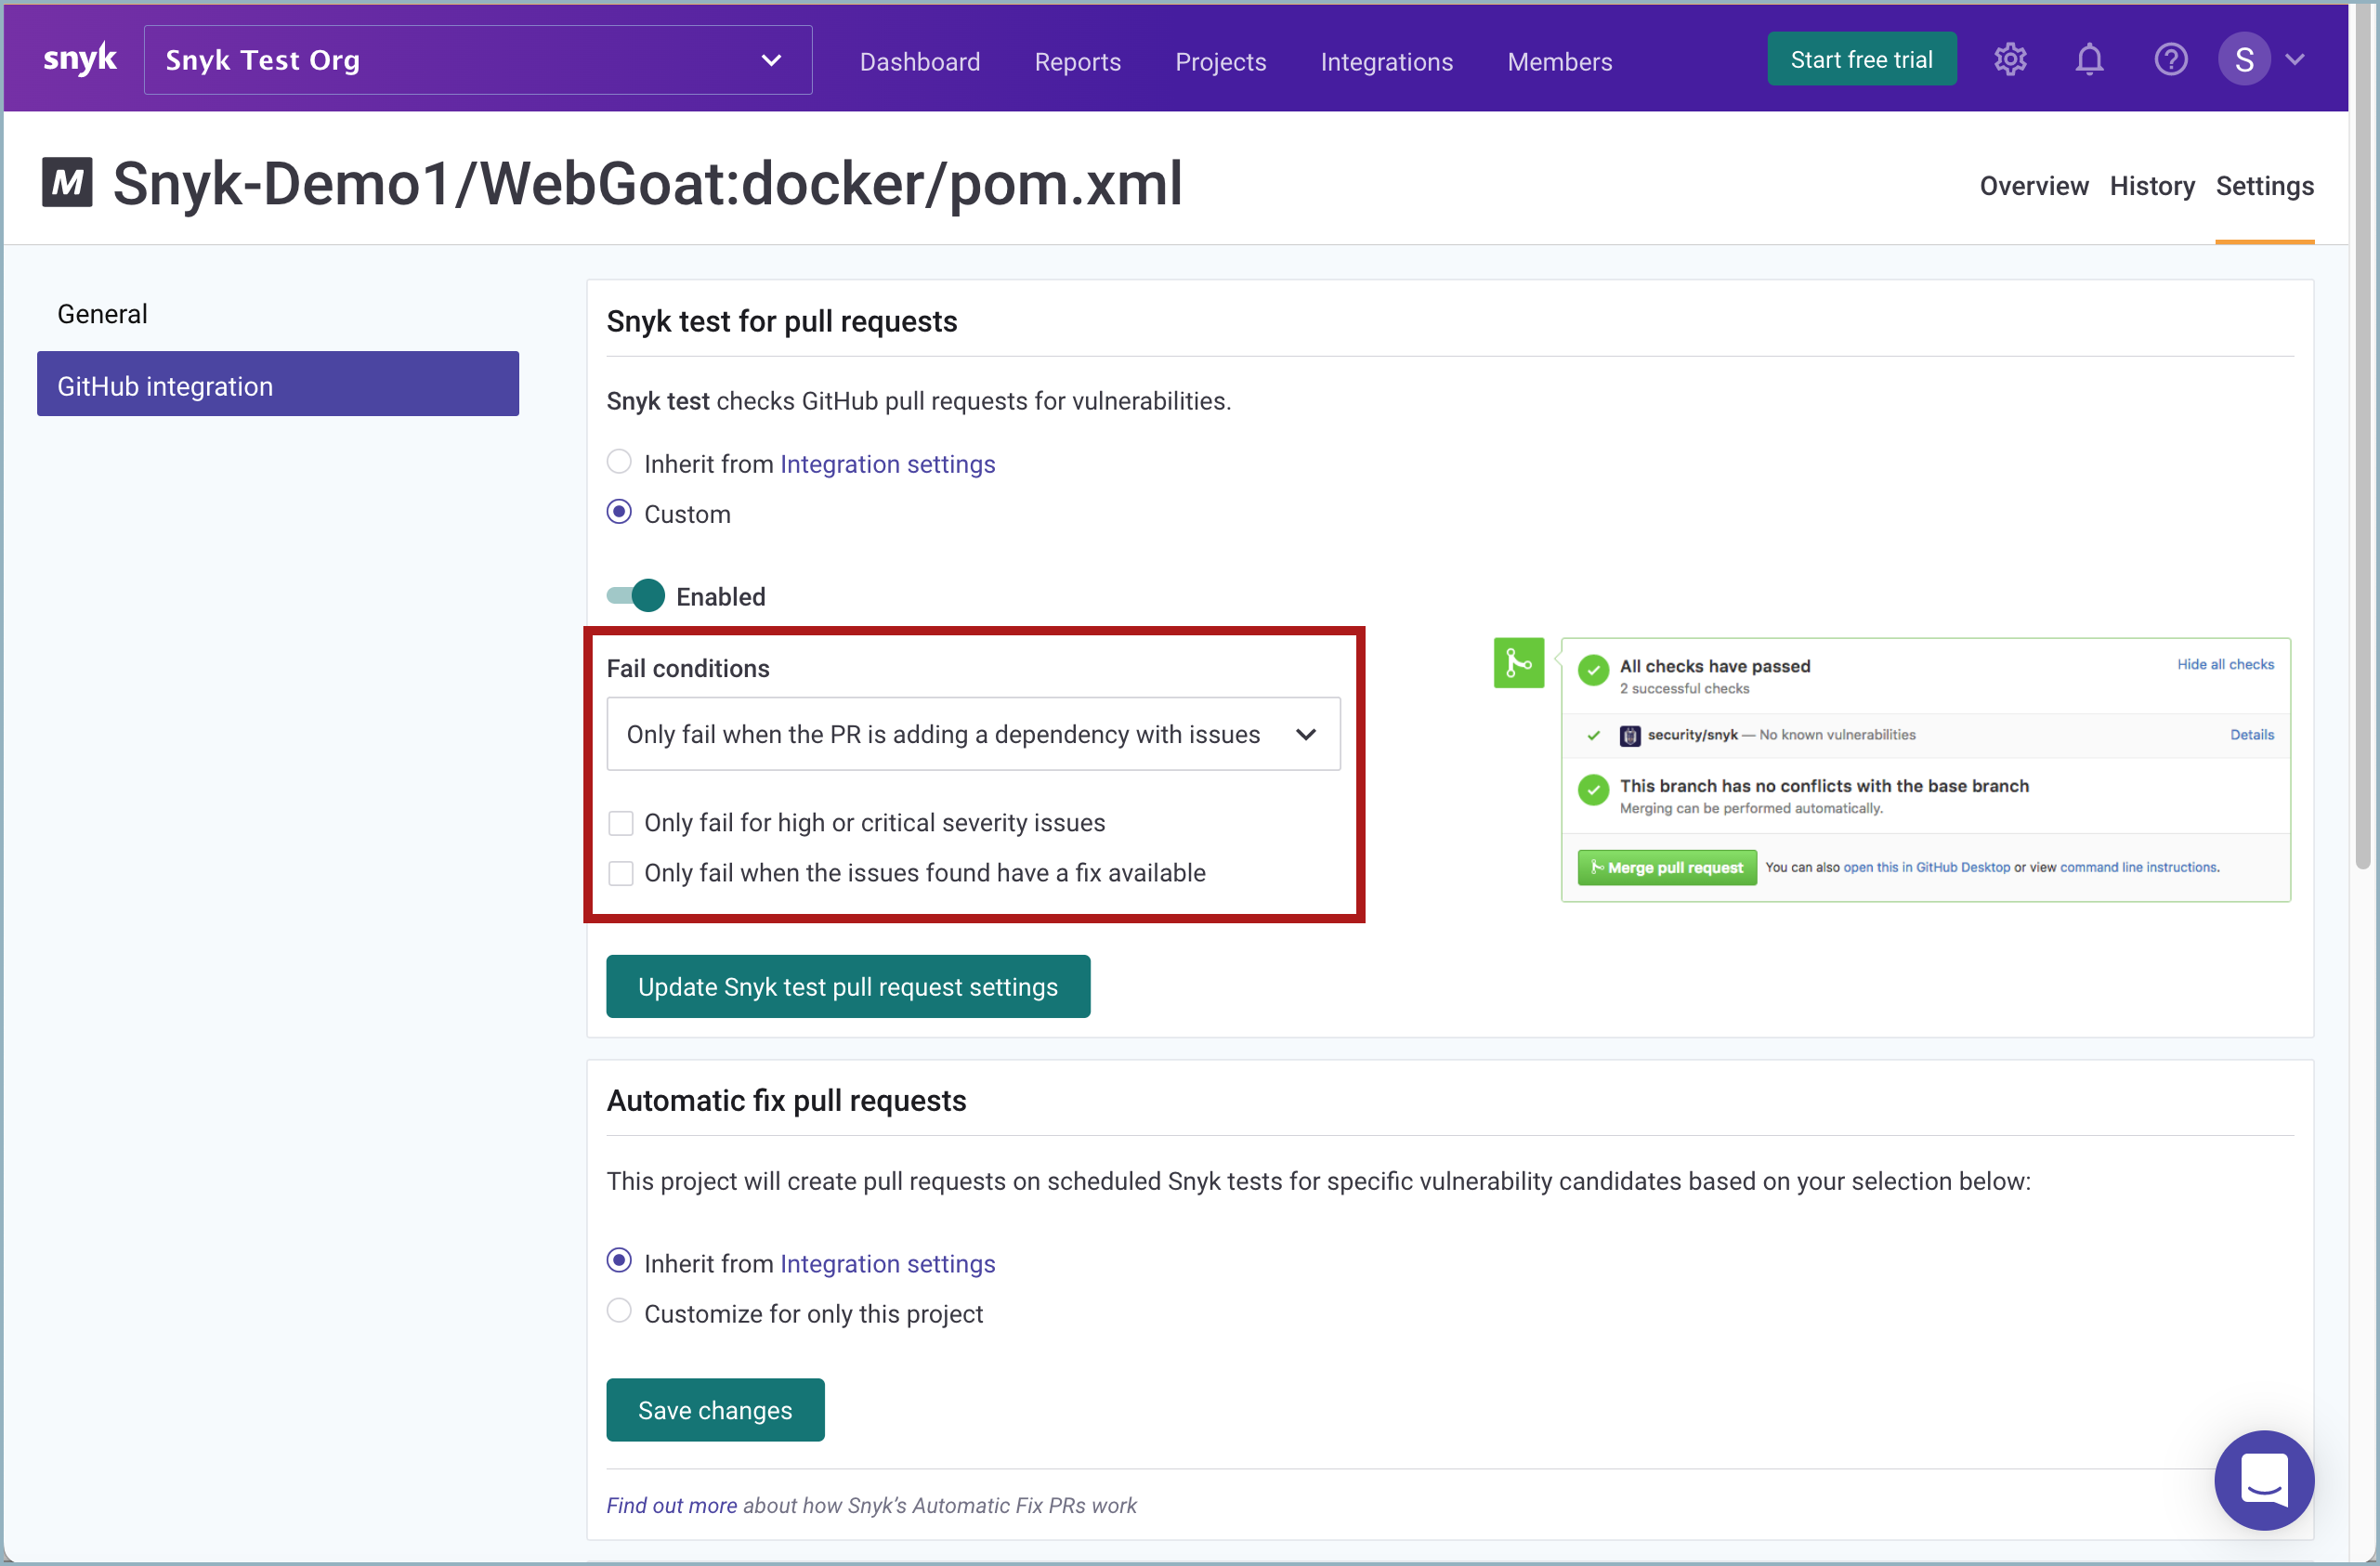 snyk
Snyk Test Org
Dashboard
Reports
Projects
Integrations
Members
Start free trial
S
M Snyk-Demo1/WebGoat:docker/pom.xml
Overview
History
Settings
General
GitHub integration
Snyk test for pull requests
Snyk test checks GitHub pull requests for vulnerabilities.
Inherit from Integration settings
Custom
Enabled
Fail conditions
Only fail when the PR is adding a dependency with issues
Only fail for high or critical severity issues
Only fail when the issues found have a fix available
All checks have passed
Hide all checks
2 successful checks
security/snyk — No known vulnerabilities
Details
This branch has no conflicts with the base branch
Merging can be performed automatically.
Merge pull request
You can also open this in GitHub Desktop or view command line instructions.
Update Snyk test pull request settings
Automatic fix pull requests
This project will create pull requests on scheduled Snyk tests for specific vulnerability candidates based on your selection below:
Inherit from Integration settings
Customize for only this project
Save changes
Find out more about how Snyk’s Automatic Fix PRs work